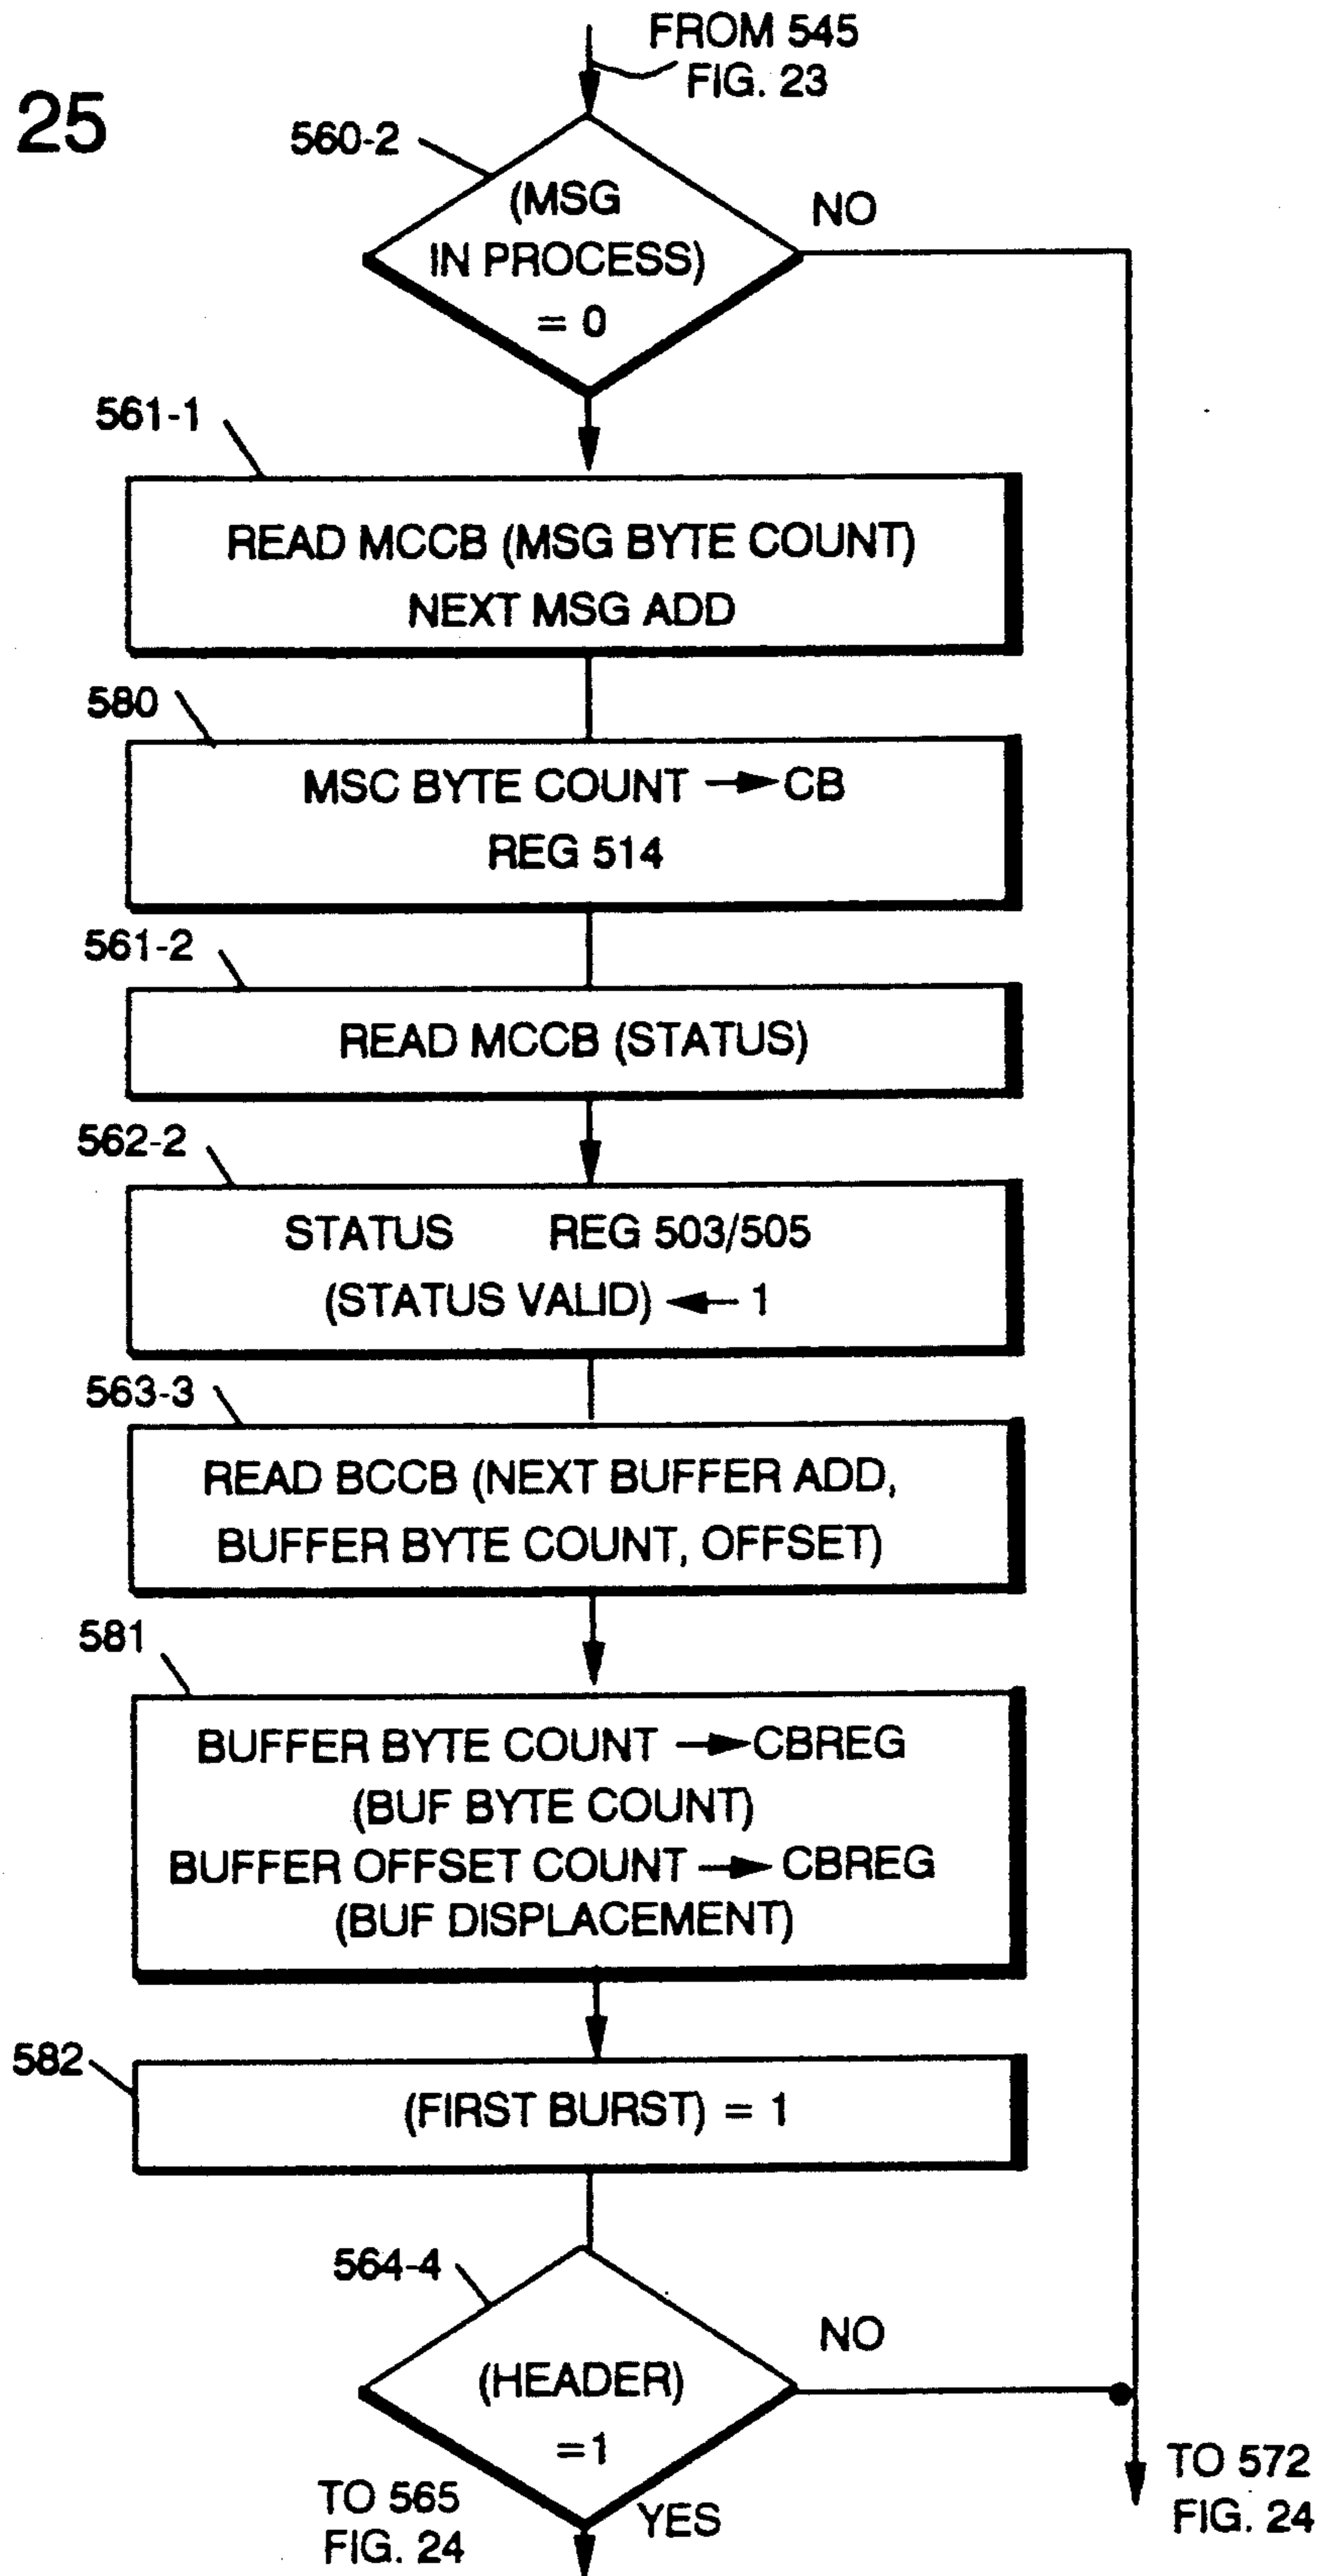 FROM 545
FIG. 23
25
560-2
(MSG
IN PROCESS)
= 0
NO
561-1
READ MCCB (MSG BYTE COUNT)
NEXT MSG ADD
580
MSC BYTE COUNT → CB
REG 514
561-2
READ MCCB (STATUS)
562-2
STATUS REG 503/505
(STATUS VALID) ← 1
563-3
READ BCCB (NEXT BUFFER ADD,
BUFFER BYTE COUNT, OFFSET)
581
BUFFER BYTE COUNT → CBREG
(BUF BYTE COUNT)
BUFFER OFFSET COUNT → CBREG
(BUF DISPLACEMENT)
582
(FIRST BURST) = 1
564-4
(HEADER)
=1
NO
YES
TO 565
FIG. 24
TO 572
FIG. 24